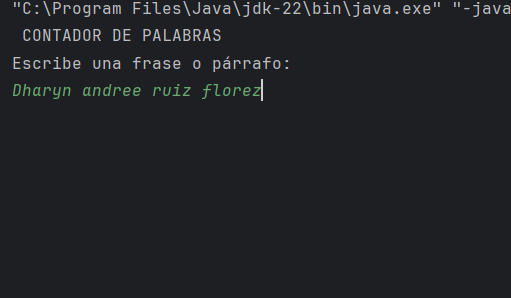 "C:\Program Files\Java\jdk-22\bin\java.exe" "-java
CONTADOR DE PALABRAS
Escribe una frase o párrafo:
Dharyn andree ruiz florez